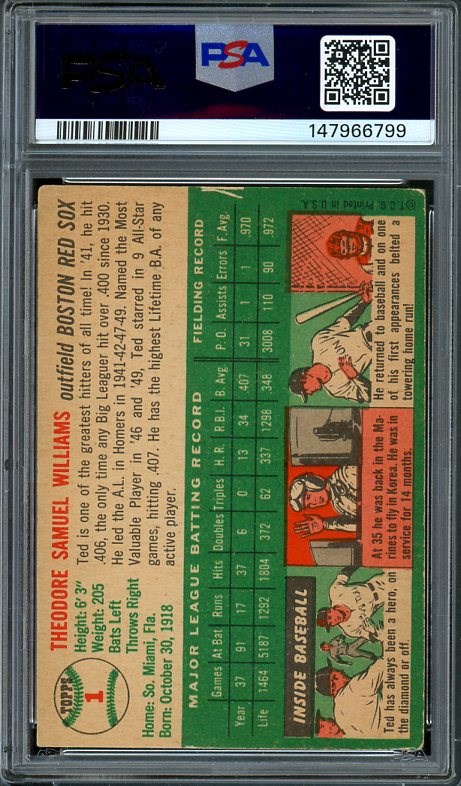 PSA
PSA
147966799
TOPPS
1
THEODORE SAMUEL WILLIAMS outfield BOSTON RED SOX
Height: 6' 3"
Weight: 205
Bats Left
Throws Right
Home: So. Miami, Fla.
Born: October 30, 1918
Ted is one of the greatest hitters of all time! In '41, he hit
.406, the only time any Big Leaguer hit over .400 since 1930.
He led the A.L. in Homers in 1941-42-47-49. Named the Most
Valuable Player in '46 and '49, Ted starred in 9 All-Star
games, hitting .407. He has the highest Lifetime B.A. of any
active player.
MAJOR LEAGUE BATTING RECORD FIELDING RECORD
Games At Bat Runs Hits Doubles Triples H. R. R.B.I. B. Avg P. O. Assists Errors F. Avg.
Year 37 91 17 37 6 0 13 34 407 31 1 1 .970
Life 1464 5187 1292 1804 372 62 337 1298 348 3008 110 90 .972
INSIDE BASEBALL
Ted has always been a hero, on
the diamond or off.
At 35 he was back in the Ma-
rines to fly in Korea. He was in
service for 14 months.
He returned to baseball and on one
of his first appearances belted a
towering home run!
© T.C.G. Printed in U.S.A.